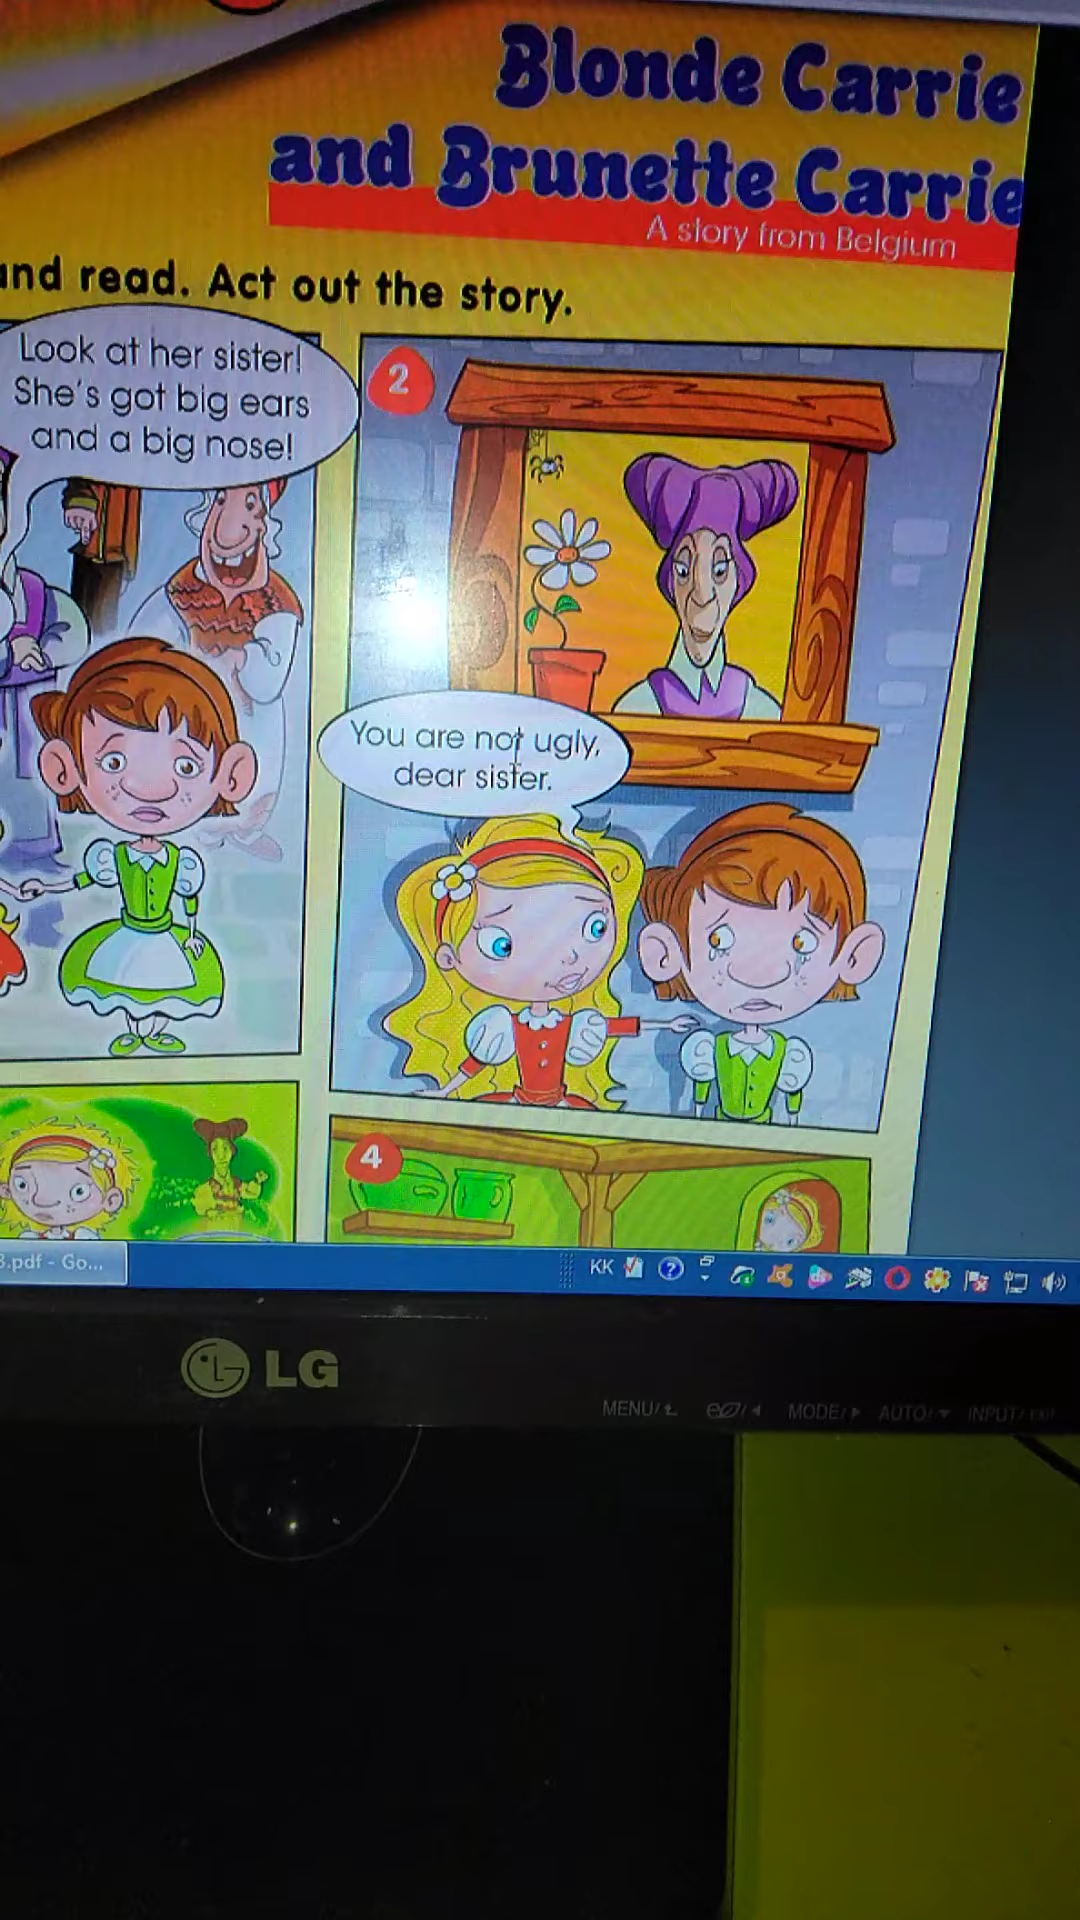 Blonde Carrie
and Brunette Carrie
A story from Belgium
and read. Act out the story.
Look at her sister!
She's got big ears
and a big nose!
2
You are not ugly,
dear sister.
4
3.pdf - Go...
KK
LG
MENU/
MODE/
AUTO/
INPUT/